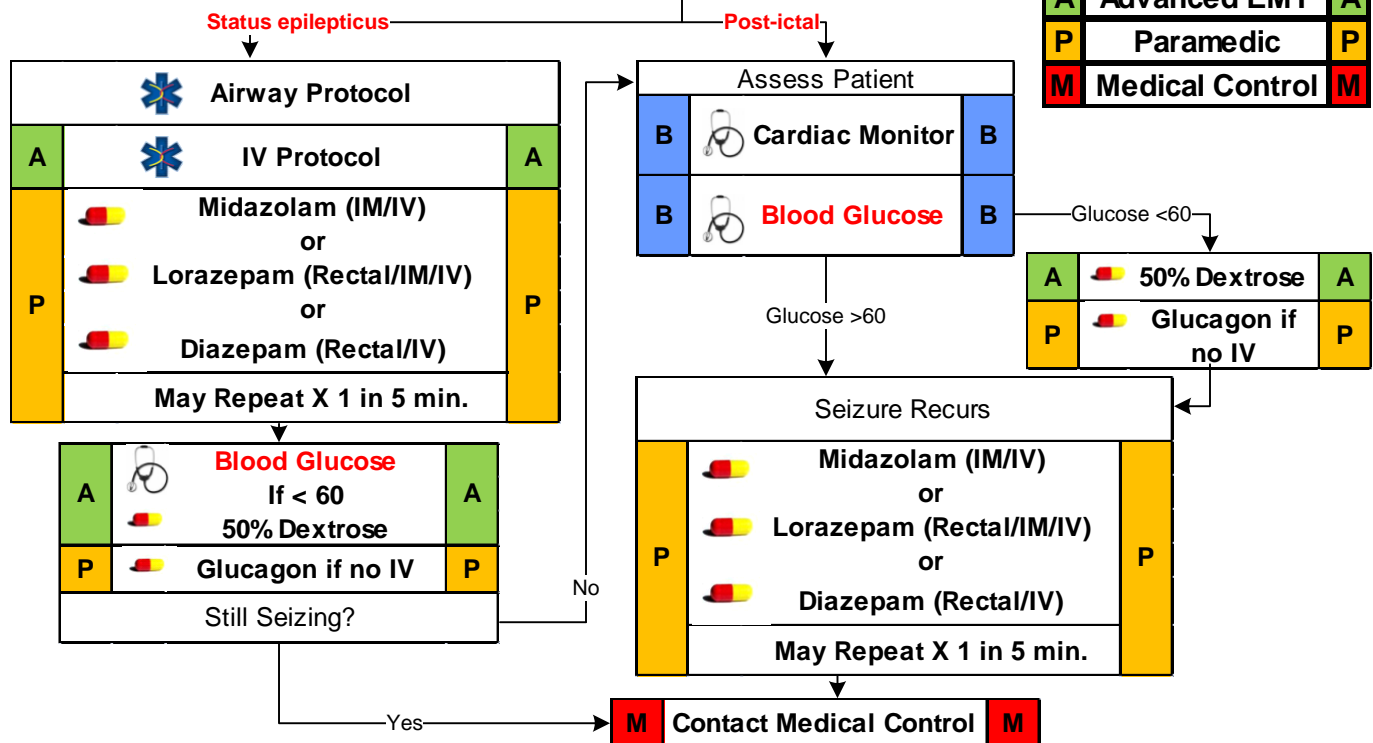 Status epilepticus
Post-ictal
A Advanced EMT A
P Paramedic P
M Medical Control M
Airway Protocol
A IV Protocol A
P
Midazolam (IM/IV)
or
Lorazepam (Rectal/IM/IV)
or
Diazepam (Rectal/IV)
May Repeat X 1 in 5 min.
P
A
Blood Glucose
If < 60
50% Dextrose
A
P Glucagon if no IV P
Still Seizing?
No
Yes
Assess Patient
B Cardiac Monitor B
B Blood Glucose B
Glucose <60
A 50% Dextrose A
P
Glucagon if
no IV
P
Glucose >60
Seizure Recurs
P
Midazolam (IM/IV)
or
Lorazepam (Rectal/IM/IV)
or
Diazepam (Rectal/IV)
May Repeat X 1 in 5 min.
P
M Contact Medical Control M